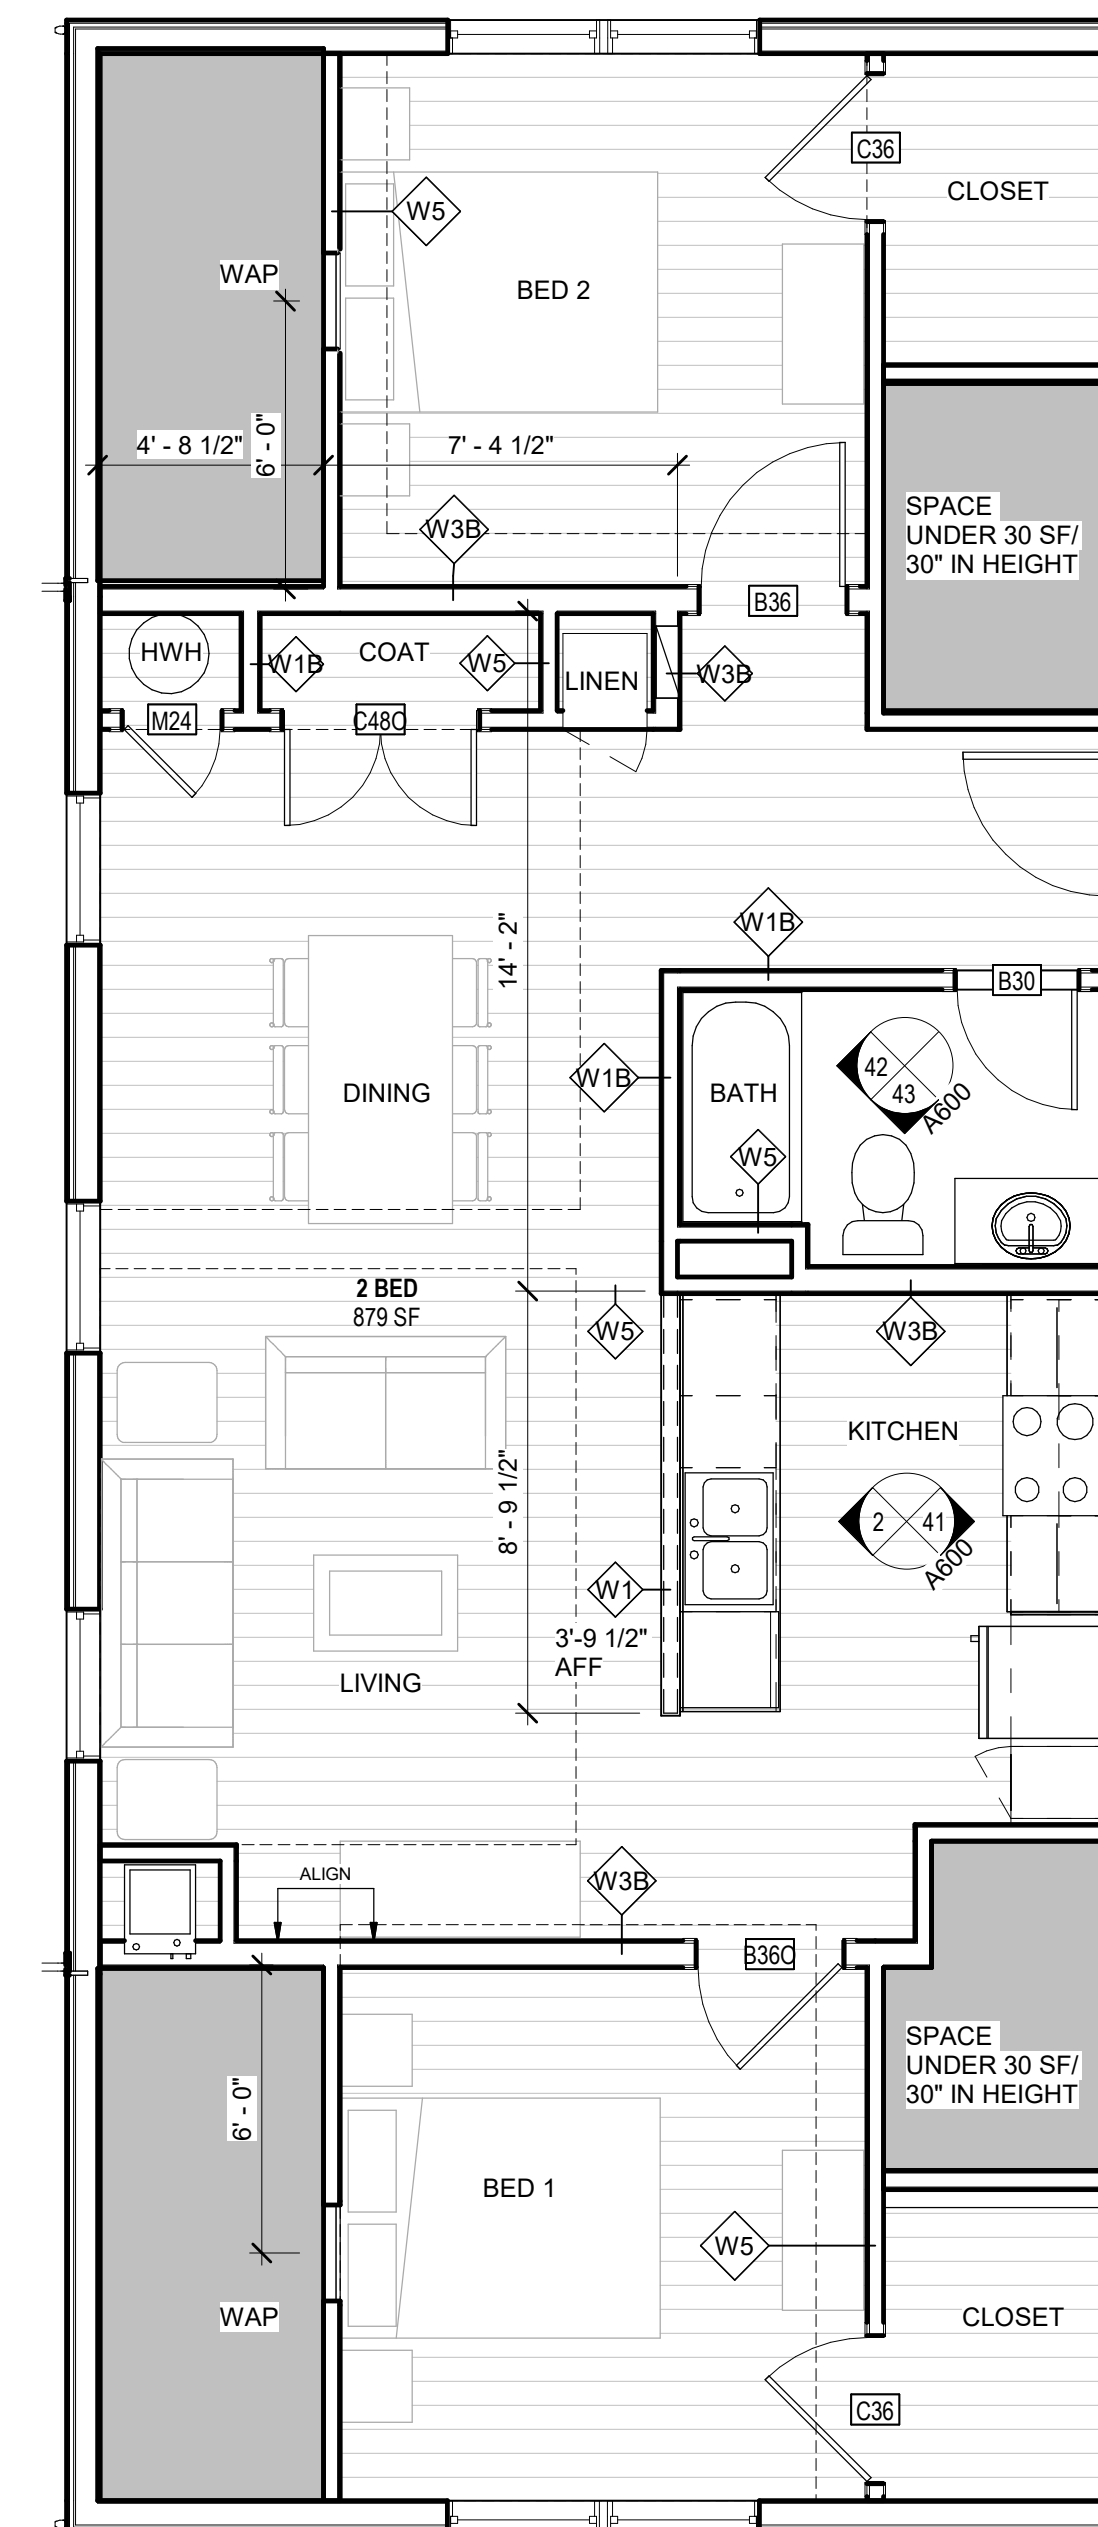 C36
CLOSET
W5
WAP
BED 2
4' - 8 1/2"
6' - 0"
7' - 4 1/2"
W3B
SPACE
UNDER 30 SF/
30" IN HEIGHT
B36
HWH
W1B
COAT
W5
LINEN
W3B
M24
C48O
14' - 2"
W1B
B30
W1B
BATH
42
43
A600
DINING
W5
2 BED
879 SF
W5
W3B
KITCHEN
8' - 9 1/2"
2
41
A600
W1
3'-9 1/2"
AFF
LIVING
ALIGN
W3B
B36O
SPACE
UNDER 30 SF/
30" IN HEIGHT
6' - 0"
BED 1
W5
WAP
CLOSET
C36